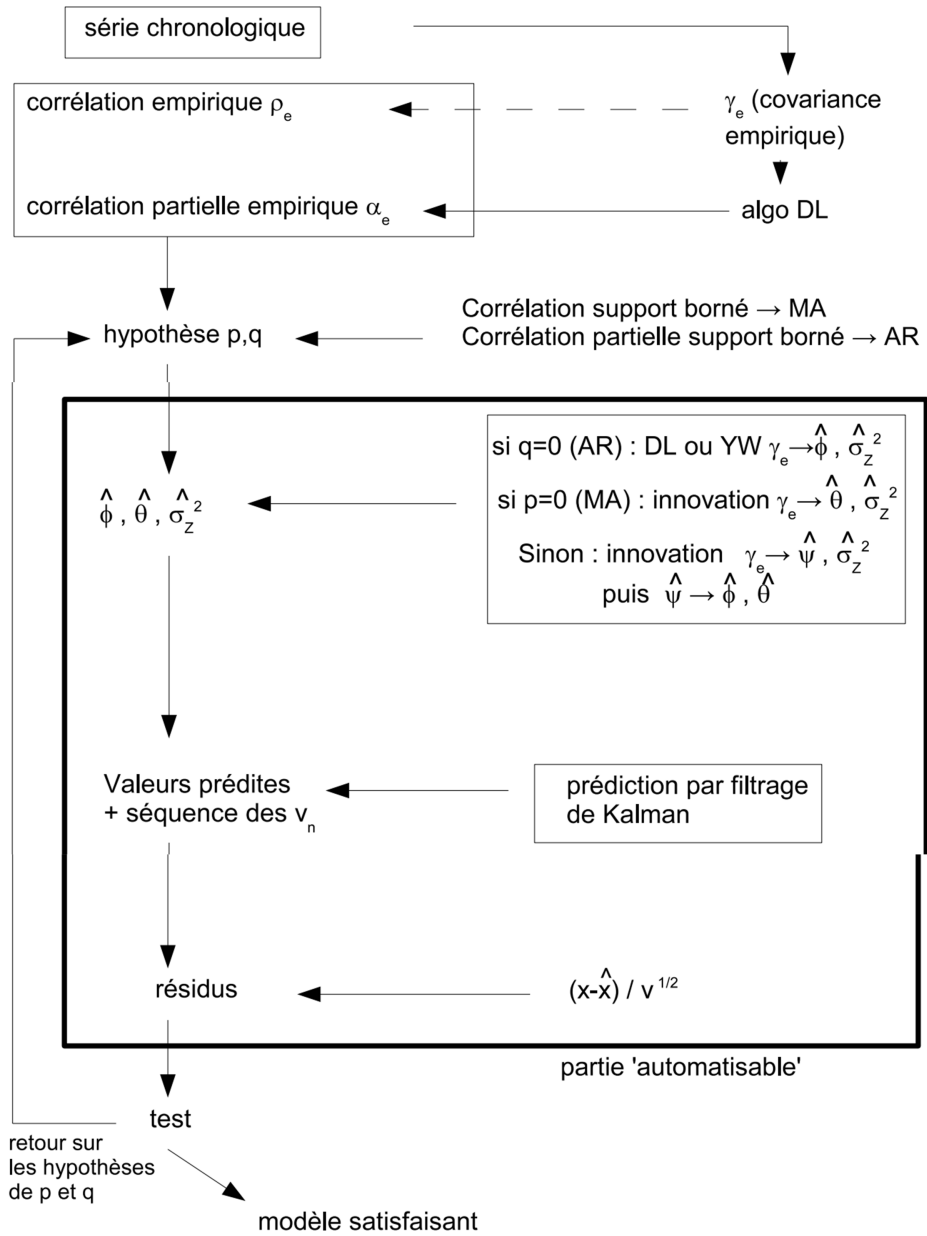 série chronologique
corrélation empirique ρe
γe (covariance
empirique)
corrélation partielle empirique αe
algo DL
hypothèse p,q
Corrélation support borné → MA
Corrélation partielle support borné → AR
si q=0 (AR) : DL ou YW γe→ϕ̂ , σ̂Z²
si p=0 (MA) : innovation γe→ θ̂ , σ̂Z²
Sinon : innovation γe→ ψ̂ , σ̂Z²
puis ψ̂ → ϕ̂ , θ̂
ϕ̂ , θ̂ , σ̂Z²
Valeurs prédites
+ séquence des vn
prédiction par filtrage
de Kalman
résidus
(x-x̂) / v 1/2
partie 'automatisable'
test
retour sur
les hypothèses
de p et q
modèle satisfaisant